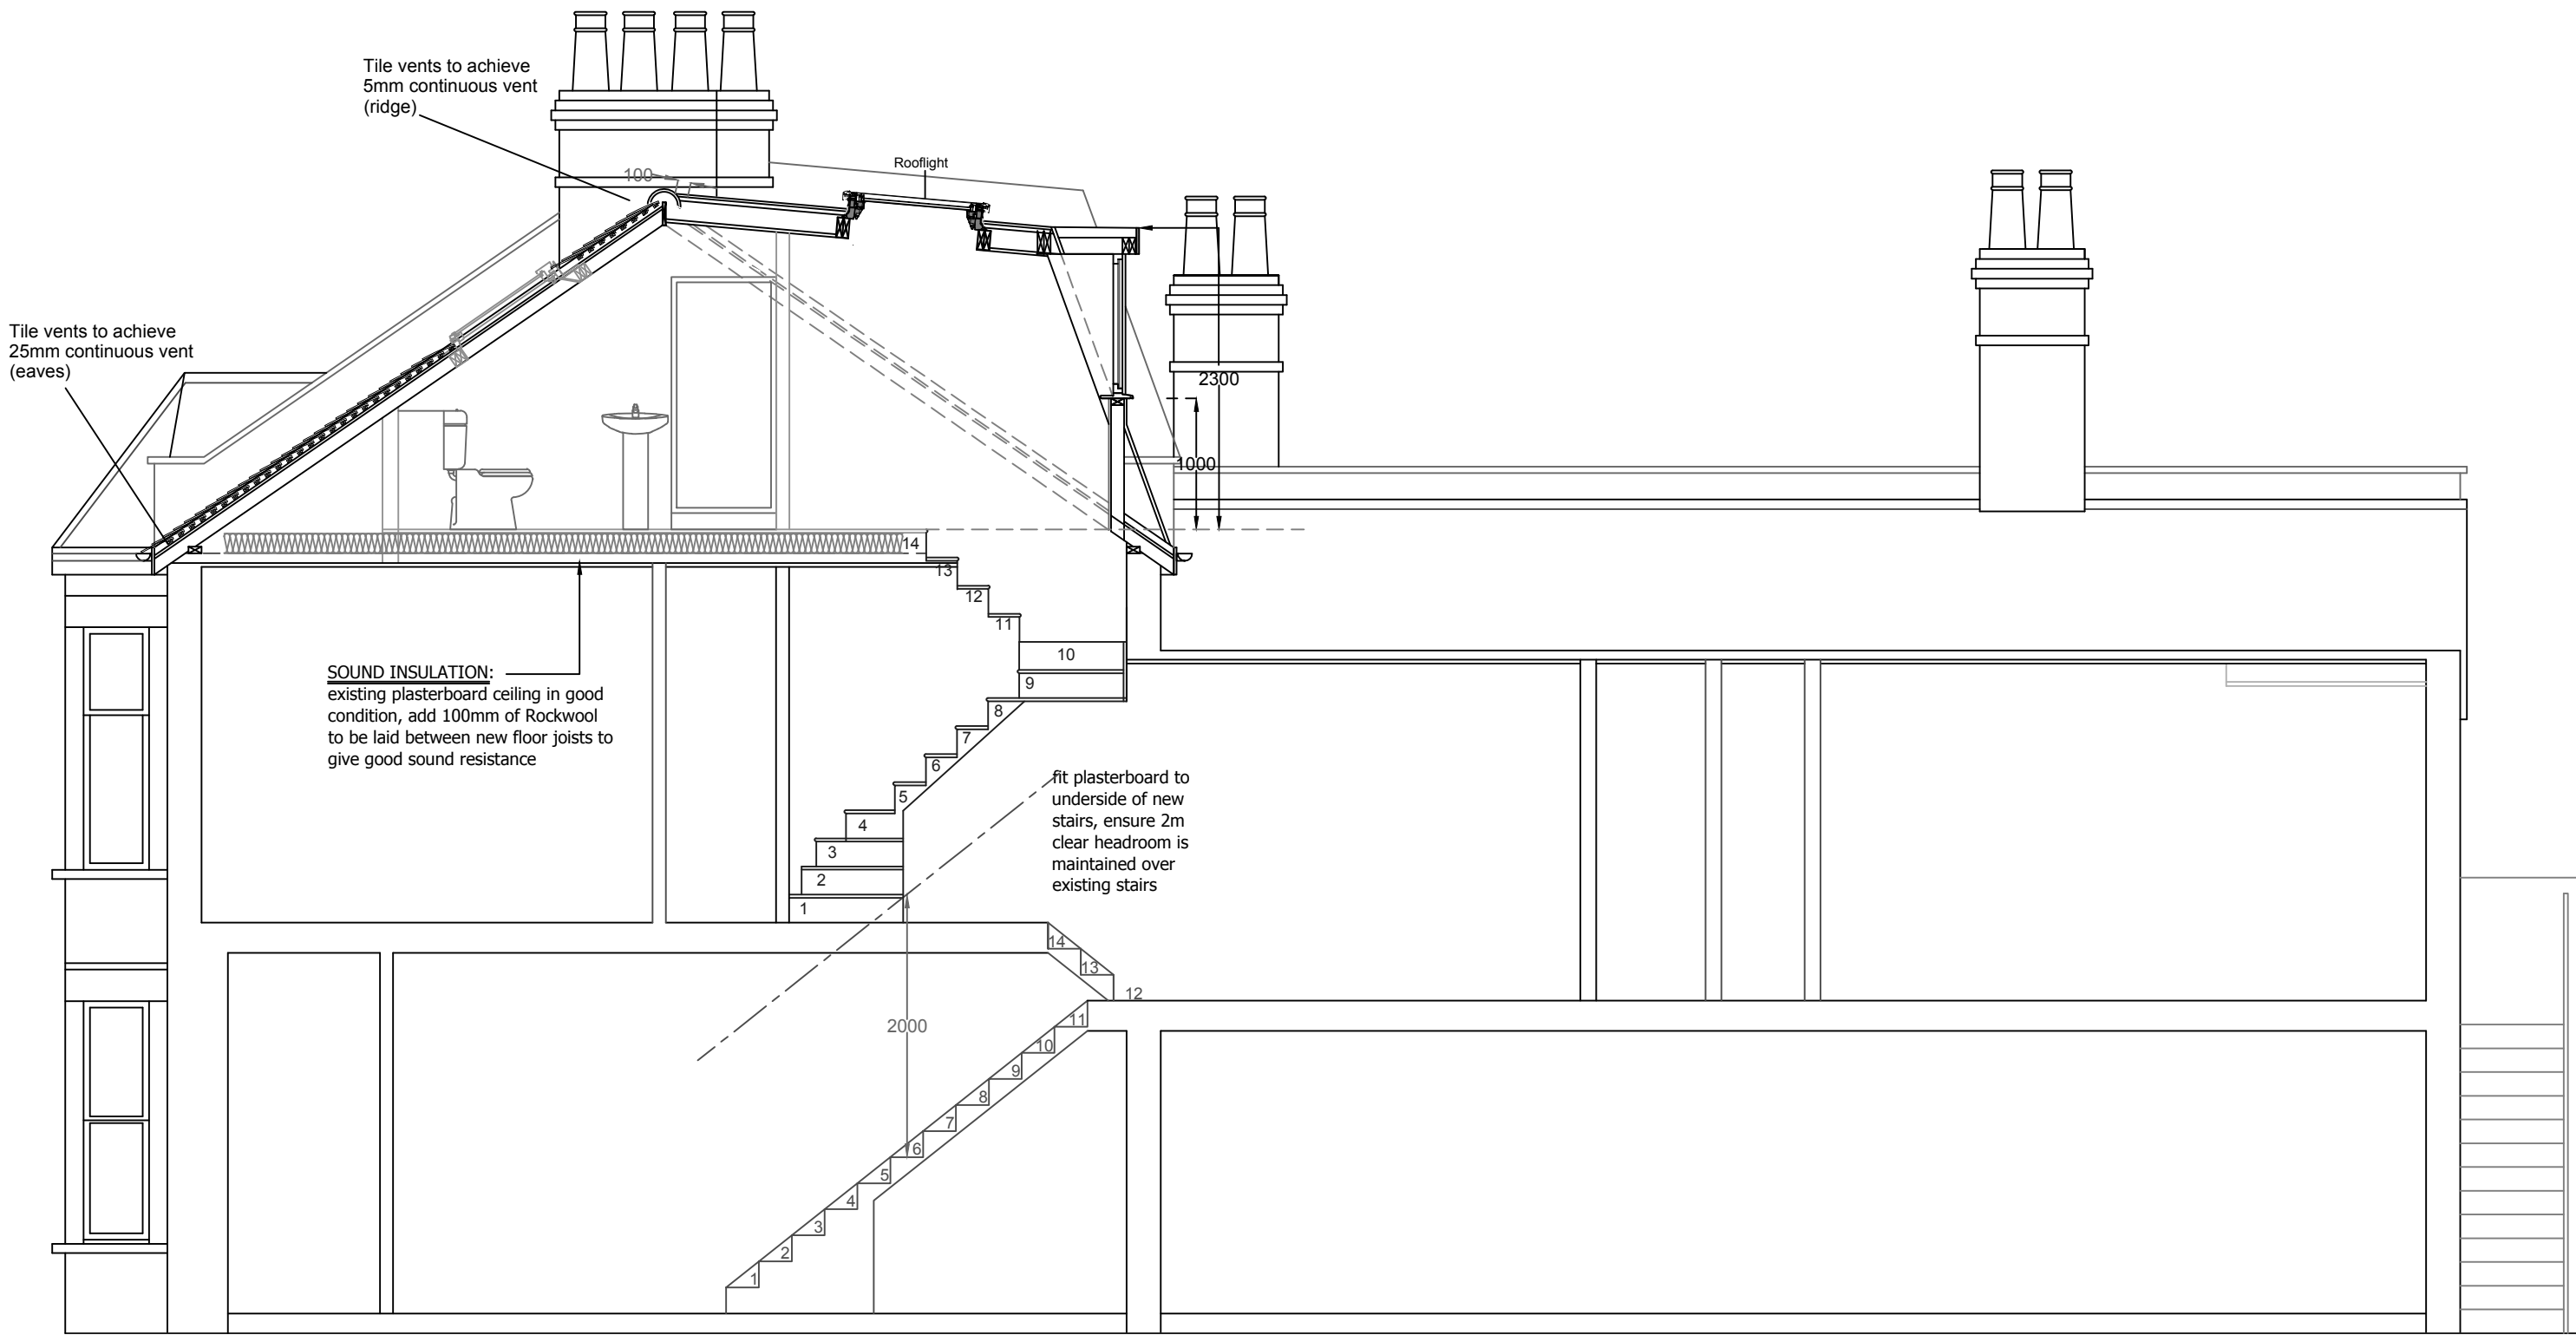 Tile vents to achieve
5mm continuous vent
(ridge)
100
Rooflight
Tile vents to achieve
25mm continuous vent
(eaves)
2300
1000
14
13
12
11
10
9
8
7
6
5
4
3
2
1
SOUND INSULATION:
existing plasterboard ceiling in good
condition, add 100mm of Rockwool
to be laid between new floor joists to
give good sound resistance
fit plasterboard to
underside of new
stairs, ensure 2m
clear headroom is
maintained over
existing stairs
14
13
12
11
10
9
8
7
6
5
4
3
2
1
2000